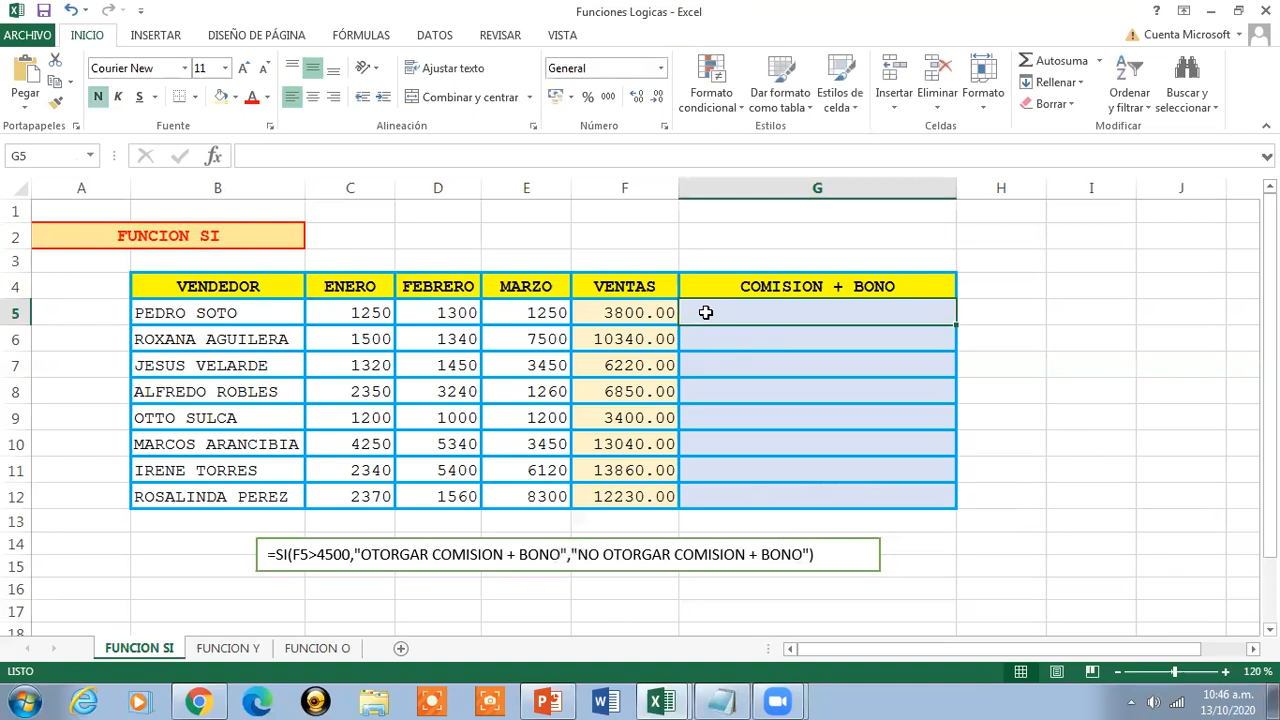 Funciones Logicas - Excel
?
ARCHIVO INICIO INSERTAR DISEÑO DE PÁGINA FÓRMULAS DATOS REVISAR VISTA Cuenta Microsoft
Pegar
Courier New 11
N K S
Ajustar texto
Combinar y centrar
General
% 000
Formato condicional
Dar formato como tabla
Estilos de celda
Insertar Eliminar Formato
Autosuma
Rellenar
Borrar
Ordenar y filtrar
Buscar y seleccionar
Portapapeles Fuente Alineación Número Estilos Celdas Modificar
G5 fx
A B C D E F G H I J
1
2 FUNCION SI
3
4 VENDEDOR ENERO FEBRERO MARZO VENTAS COMISION + BONO
5 PEDRO SOTO 1250 1300 1250 3800.00
6 ROXANA AGUILERA 1500 1340 7500 10340.00
7 JESUS VELARDE 1320 1450 3450 6220.00
8 ALFREDO ROBLES 2350 3240 1260 6850.00
9 OTTO SULCA 1200 1000 1200 3400.00
10 MARCOS ARANCIBIA 4250 5340 3450 13040.00
11 IRENE TORRES 2340 5400 6120 13860.00
12 ROSALINDA PEREZ 2370 1560 8300 12230.00
13
14
=SI(F5>4500,"OTORGAR COMISION + BONO","NO OTORGAR COMISION + BONO")
15
16
17
18
FUNCION SI FUNCION Y FUNCION O
LISTO 120 %
10:46 a.m.
13/10/2020